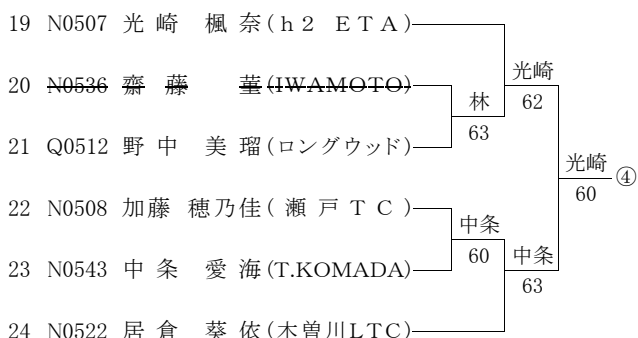 19 N0507 光崎 楓奈(h2 ETA)
光崎
20 N0536 齋藤 菫(IWAMOTO)
林
62
63
21 Q0512 野中 美瑠(ロングウッド)
光崎
④
60
22 N0508 加藤 穂乃佳(瀬戸TC)
中条
60
中条
23 N0543 中条 愛海(T.KOMADA)
63
24 N0522 居倉 葵依(木曽川LTC)